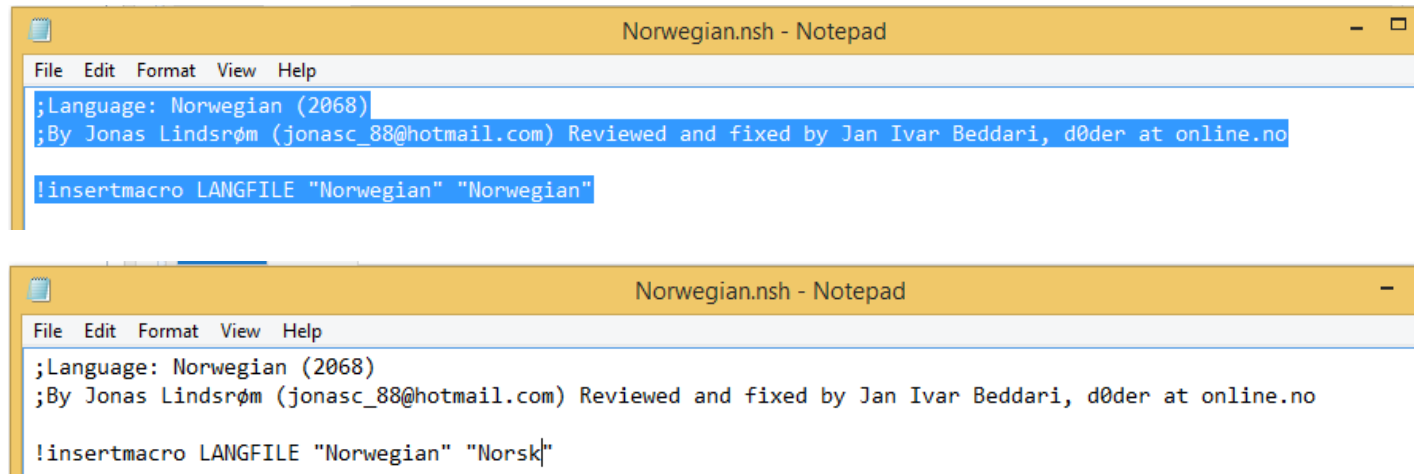 Norwegian.nsh - Notepad
File Edit Format View Help
;Language: Norwegian (2068)
;By Jonas Lindsrøm (jonasc_88@hotmail.com) Reviewed and fixed by Jan Ivar Beddari, d0der at online.no
!insertmacro LANGFILE "Norwegian" "Norwegian"
Norwegian.nsh - Notepad
File Edit Format View Help
;Language: Norwegian (2068)
;By Jonas Lindsrøm (jonasc_88@hotmail.com) Reviewed and fixed by Jan Ivar Beddari, d0der at online.no
!insertmacro LANGFILE "Norwegian" "Norsk"